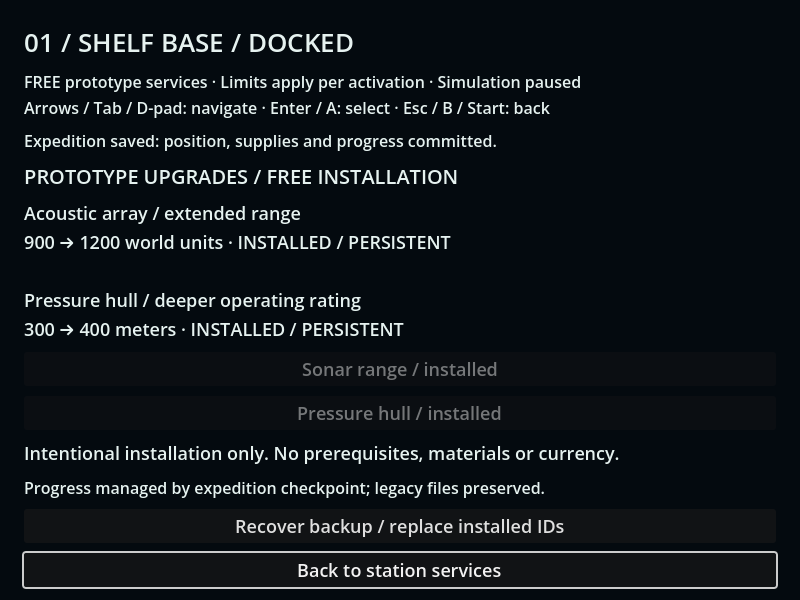 01 / SHELF BASE / DOCKED
FREE prototype services · Limits apply per activation · Simulation paused
Arrows / Tab / D-pad: navigate · Enter / A: select · Esc / B / Start: back
Expedition saved: position, supplies and progress committed.
PROTOTYPE UPGRADES / FREE INSTALLATION
Acoustic array / extended range
900 → 1200 world units · INSTALLED / PERSISTENT
Pressure hull / deeper operating rating
300 → 400 meters · INSTALLED / PERSISTENT
Sonar range / installed
Pressure hull / installed
Intentional installation only. No prerequisites, materials or currency.
Progress managed by expedition checkpoint; legacy files preserved.
Recover backup / replace installed IDs
Back to station services